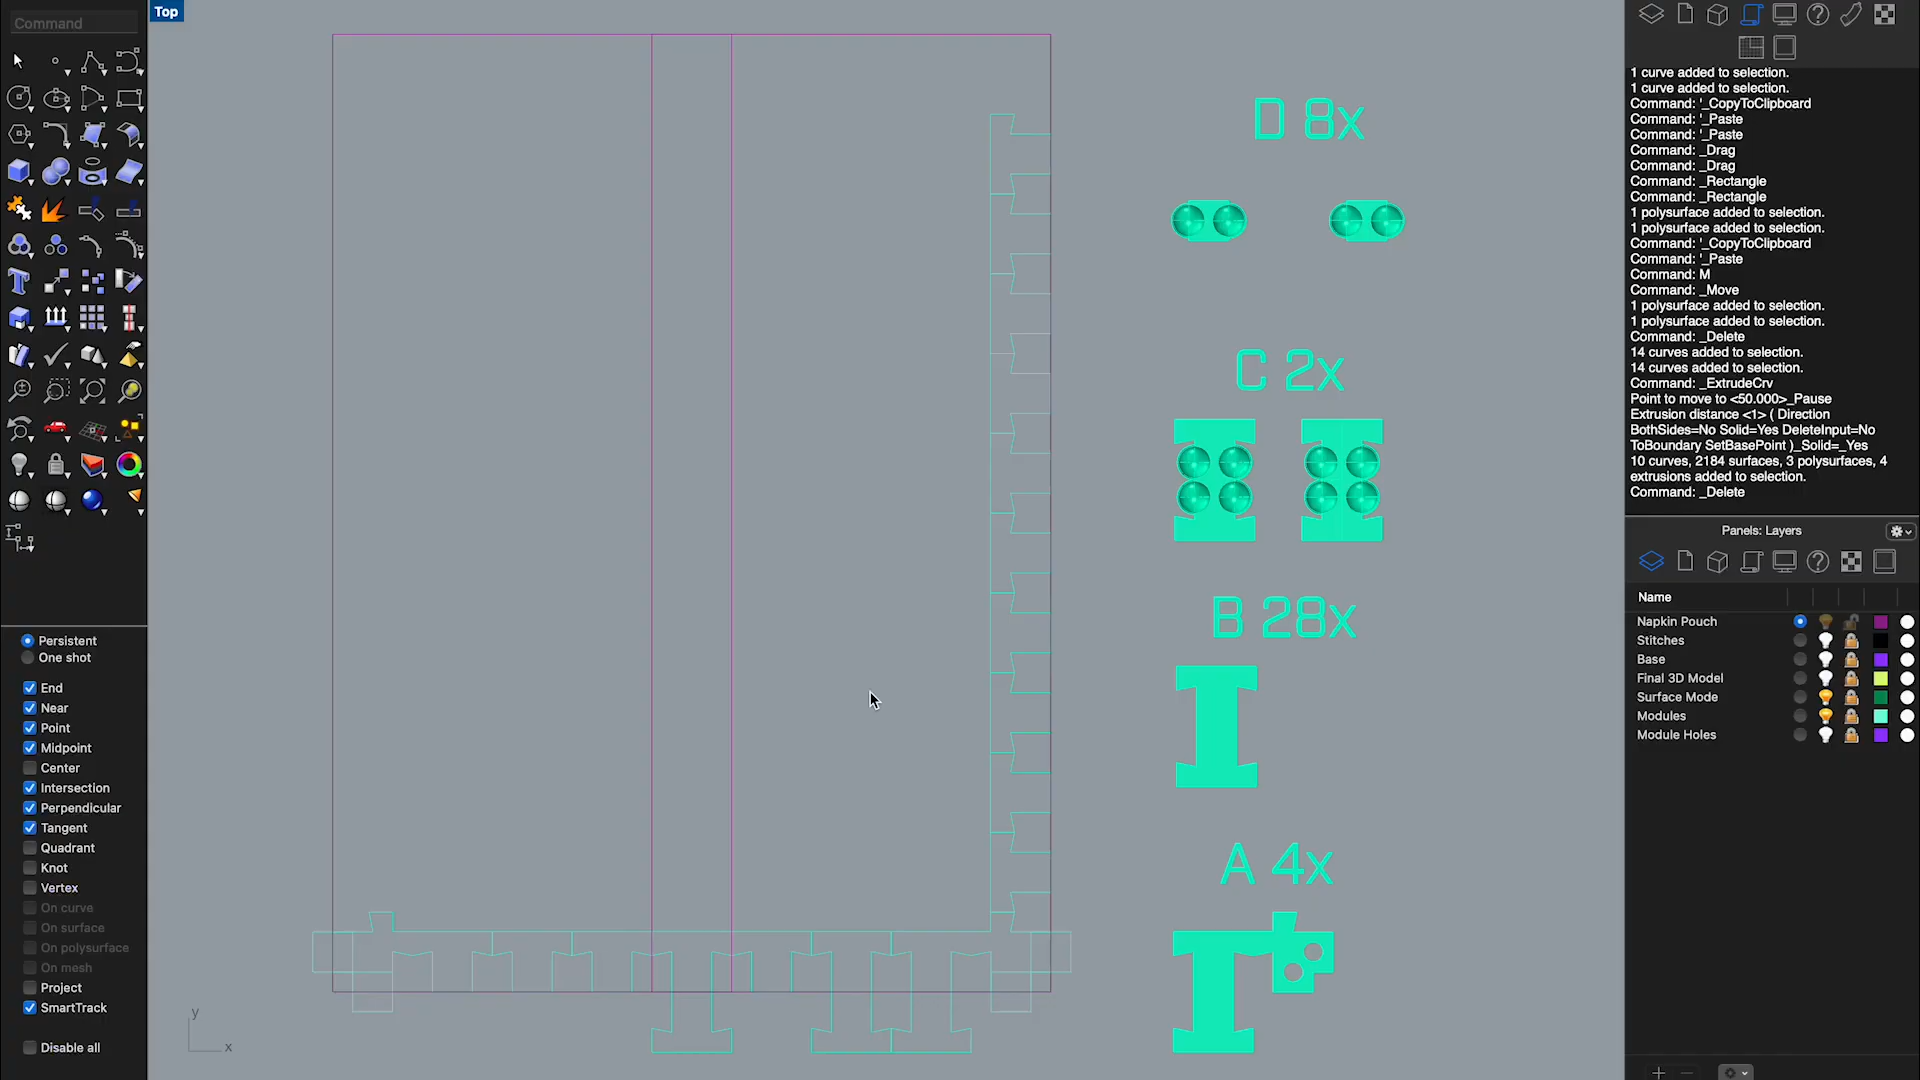 Command
Top
D 8x
C 2x
B 28x
A 4x
y
x
Persistent
One shot
End
Near
Point
Midpoint
Center
Intersection
Perpendicular
Tangent
Quadrant
Knot
Vertex
On curve
On surface
On polysurface
On mesh
Project
SmartTrack
Disable all
1 curve added to selection.
1 curve added to selection.
Command: '_CopyToClipboard
Command: '_Paste
Command: '_Paste
Command: _Drag
Command: _Drag
Command: _Rectangle
Command: _Rectangle
1 polysurface added to selection.
1 polysurface added to selection.
Command: '_CopyToClipboard
Command: '_Paste
Command: M
Command: _Move
1 polysurface added to selection.
1 polysurface added to selection.
Command: _Delete
14 curves added to selection.
14 curves added to selection.
Command: _ExtrudeCrv
Point to move to <50.000>_Pause
Extrusion distance <1> ( Direction
BothSides=No Solid=Yes DeleteInput=No
ToBoundary SetBasePoint )_Solid=_Yes
10 curves, 2184 surfaces, 3 polysurfaces, 4
extrusions added to selection.
Command: _Delete
Panels: Layers
Name
Napkin Pouch
Stitches
Base
Final 3D Model
Surface Mode
Modules
Module Holes